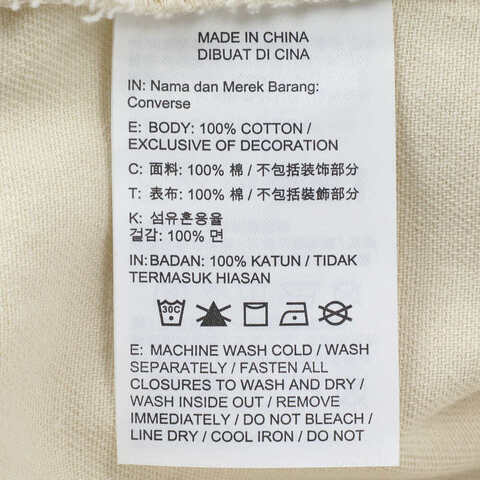 MADE IN CHINA
DIBUAT DI CINA
IN: Nama dan Merek Barang:
Converse
E: BODY: 100% COTTON /
EXCLUSIVE OF DECORATION
C: 面料: 100% 棉 / 不包括装饰部分
T: 表布: 100% 棉 / 不包括裝飾部分
K: 섬유혼용율
겉감: 100% 면
IN: BADAN: 100% KATUN / TIDAK
TERMASUK HIASAN
30C
E: MACHINE WASH COLD / WASH
SEPARATELY / FASTEN ALL
CLOSURES TO WASH AND DRY /
WASH INSIDE OUT / REMOVE
IMMEDIATELY / DO NOT BLEACH /
LINE DRY / COOL IRON / DO NOT